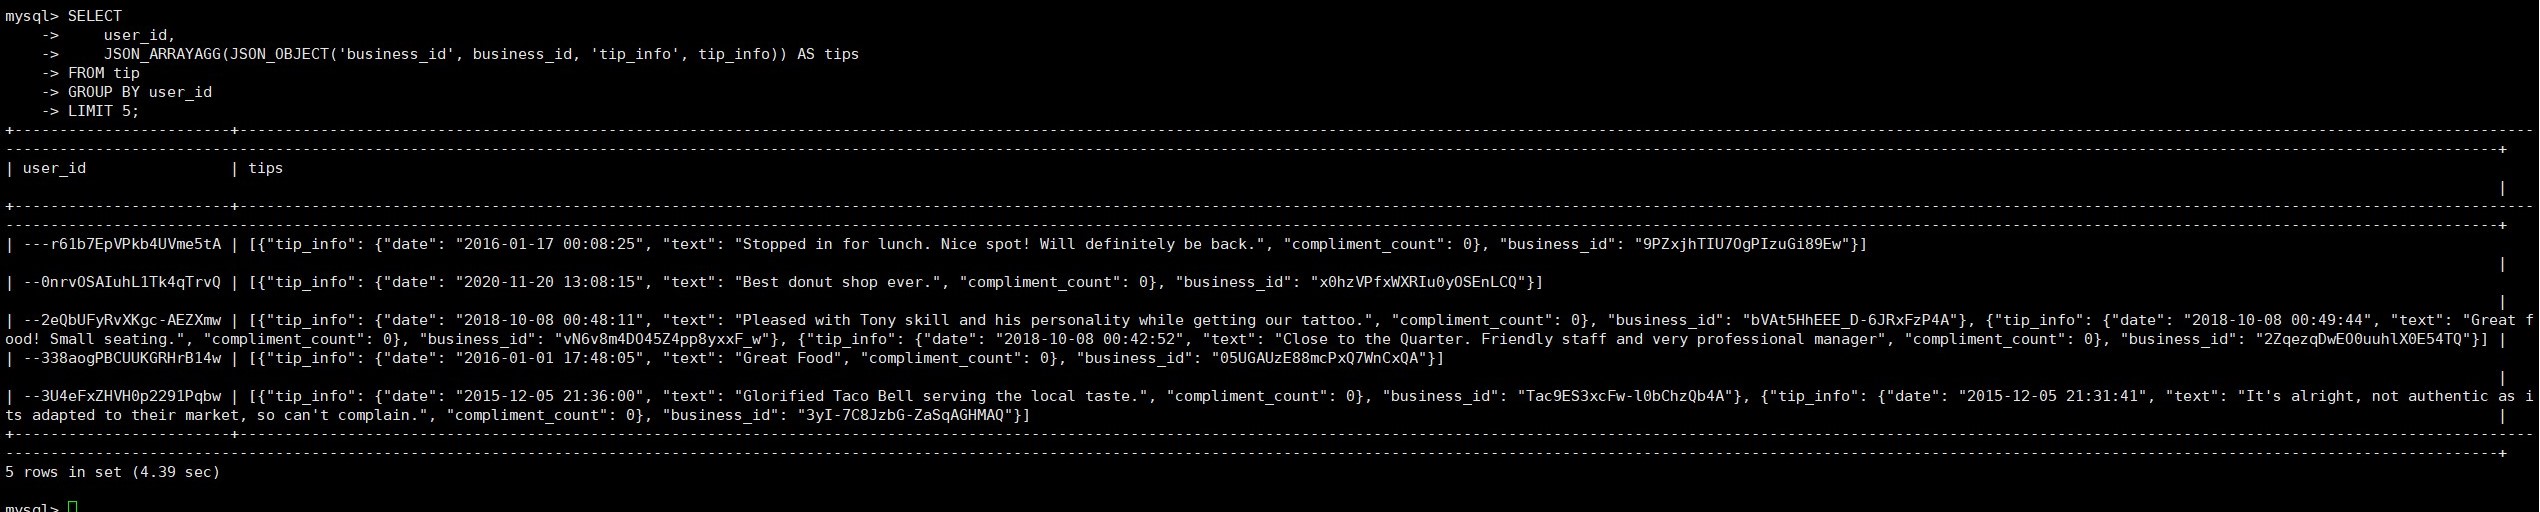 mysql> SELECT
    ->     user_id,
    ->     JSON_ARRAYAGG(JSON_OBJECT('business_id', business_id, 'tip_info', tip_info)) AS tips
    -> FROM tip
    -> GROUP BY user_id
    -> LIMIT 5;
| user_id                | tips
|
| ---r61b7EpVPkb4UVme5tA | [{"tip_info": {"date": "2016-01-17 00:08:25", "text": "Stopped in for lunch. Nice spot! Will definitely be back.", "compliment_count": 0}, "business_id": "9PZxjhTIU7OgPIzuGi89Ew"}]
|
| --0nrvOSAIuhL1Tk4qTrvQ | [{"tip_info": {"date": "2020-11-20 13:08:15", "text": "Best donut shop ever.", "compliment_count": 0}, "business_id": "x0hzVPfxWXRIu0yOSEnLCQ"}]
|
| --2eQbUFyRvXKgc-AEZXmw | [{"tip_info": {"date": "2018-10-08 00:48:11", "text": "Pleased with Tony skill and his personality while getting our tattoo.", "compliment_count": 0}, "business_id": "bVAt5HhEEE_D-6JRxFzP4A"}, {"tip_info": {"date": "2018-10-08 00:49:44", "text": "Great f
ood! Small seating.", "compliment_count": 0}, "business_id": "vN6v8m4DO45Z4pp8yxxF_w"}, {"tip_info": {"date": "2018-10-08 00:42:52", "text": "Close to the Quarter. Friendly staff and very professional manager", "compliment_count": 0}, "business_id": "2ZqezqDwEO0uuhlX0E54TQ"}] |
| --338aogPBCUUKGRHrB14w | [{"tip_info": {"date": "2016-01-01 17:48:05", "text": "Great Food", "compliment_count": 0}, "business_id": "05UGAUzE88mcPxQ7WnCxQA"}]
|
| --3U4eFxZHVH0p2291Pqbw | [{"tip_info": {"date": "2015-12-05 21:36:00", "text": "Glorified Taco Bell serving the local taste.", "compliment_count": 0}, "business_id": "Tac9ES3xcFw-l0bChzQb4A"}, {"tip_info": {"date": "2015-12-05 21:31:41", "text": "It's alright, not authentic as i
ts adapted to their market, so can't complain.", "compliment_count": 0}, "business_id": "3yI-7C8JzbG-ZaSqAGHMAQ"}] |
5 rows in set (4.39 sec)
mysql>